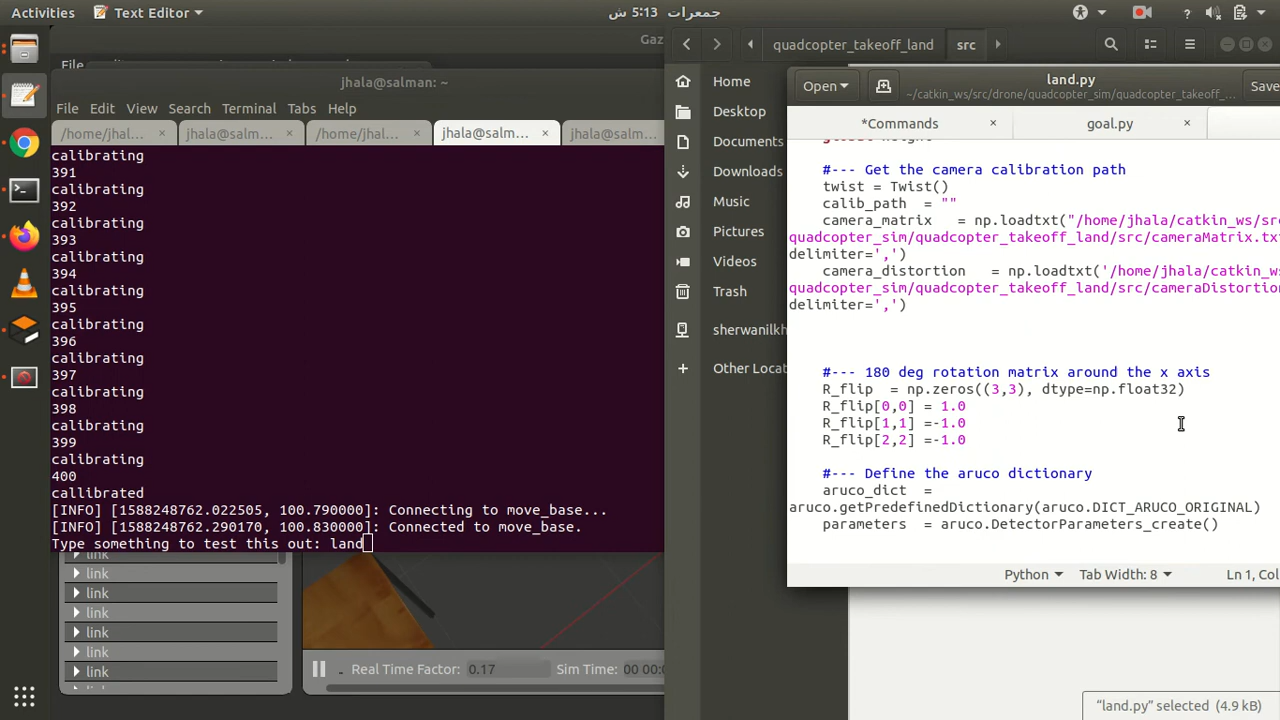 Activities
Text Editor
5:13 ش جمعرات
?
Gaz
File
jhala@salman: ~
File Edit View Search Terminal Tabs Help
/home/jhal... × jhala@salm... × /home/jhal... × jhala@salm... × jhala@salm...
calibrating
391
calibrating
392
calibrating
393
calibrating
394
calibrating
395
calibrating
396
calibrating
397
calibrating
398
calibrating
399
calibrating
400
callibrated
[INFO] [1588248762.022505, 100.790000]: Connecting to move_base...
[INFO] [1588248762.290170, 100.830000]: Connected to move_base.
Type something to test this out: land
link
link
link
link
link
link
Real Time Factor: 0.17 Sim Time: 00 00:0
quadcopter_takeoff_land src
Home
Desktop
Documents
Downloads
Music
Pictures
Videos
Trash
sherwanilkh
Other Locat
Open
land.py
~/catkin_ws/src/drone/quadcopter_sim/quadcopter_takeoff_...
Save
*Commands × goal.py ×
#--- Get the camera calibration path
twist = Twist()
calib_path = ""
camera_matrix = np.loadtxt("/home/jhala/catkin_ws/src
quadcopter_sim/quadcopter_takeoff_land/src/cameraMatrix.txt
delimiter=',')
camera_distortion = np.loadtxt('/home/jhala/catkin_ws
quadcopter_sim/quadcopter_takeoff_land/src/cameraDistortion
delimiter=',')
#--- 180 deg rotation matrix around the x axis
R_flip = np.zeros((3,3), dtype=np.float32)
R_flip[0,0] = 1.0
R_flip[1,1] =-1.0
R_flip[2,2] =-1.0
#--- Define the aruco dictionary
aruco_dict =
aruco.getPredefinedDictionary(aruco.DICT_ARUCO_ORIGINAL)
parameters = aruco.DetectorParameters_create()
Python Tab Width: 8 Ln 1, Col
"land.py" selected (4.9 kB)